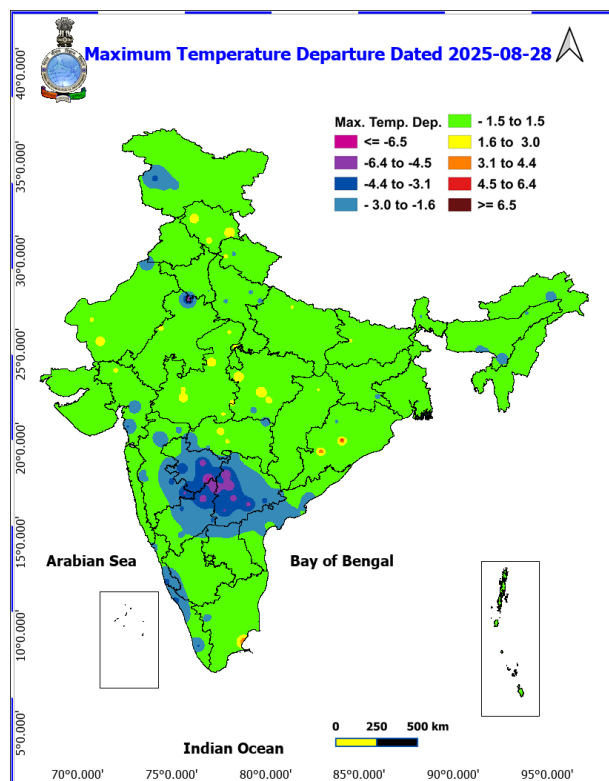 Maximum Temperature Departure Dated 2025-08-28
Max. Temp. Dep.
<= -6.5
-6.4 to -4.5
-4.4 to -3.1
- 3.0 to -1.6
- 1.5 to 1.5
1.6 to 3.0
3.1 to 4.4
4.5 to 6.4
>= 6.5
40°0.000'
35°0.000'
30°0.000'
25°0.000'
20°0.000'
15°0.000'
10°0.000'
5°0.000'
Arabian Sea
Bay of Bengal
0 250 500 km
Indian Ocean
70°0.000' 75°0.000' 80°0.000' 85°0.000' 90°0.000' 95°0.000'